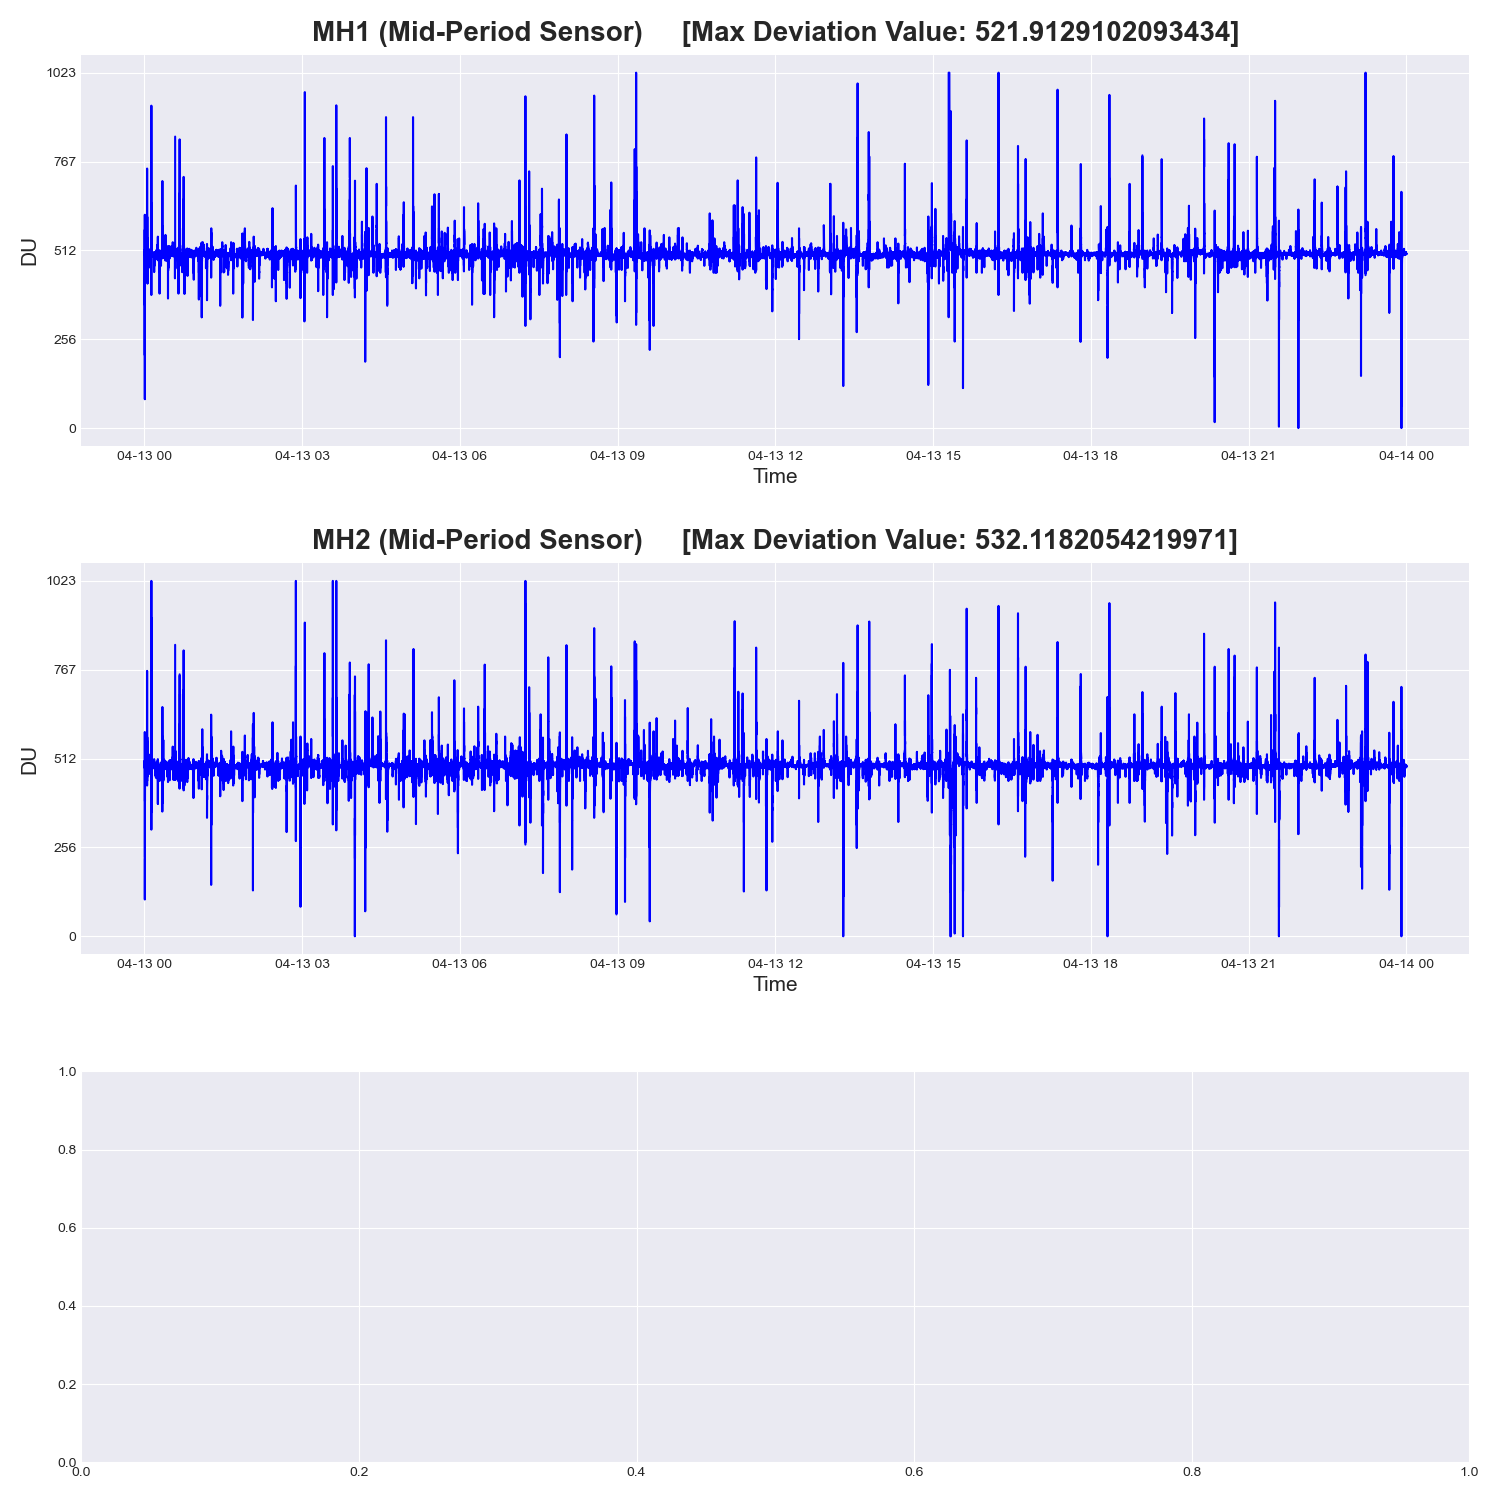 MH1 (Mid-Period Sensor) [Max Deviation Value: 521.9129102093434]
1023
767
512
256
0
DU
04-13 00 04-13 03 04-13 06 04-13 09 04-13 12 04-13 15 04-13 18 04-13 21 04-14 00
Time
MH2 (Mid-Period Sensor) [Max Deviation Value: 532.1182054219971]
1023
767
512
256
0
DU
04-13 00 04-13 03 04-13 06 04-13 09 04-13 12 04-13 15 04-13 18 04-13 21 04-14 00
Time
1.0
0.8
0.6
0.4
0.2
0.0
0.0 0.2 0.4 0.6 0.8 1.0